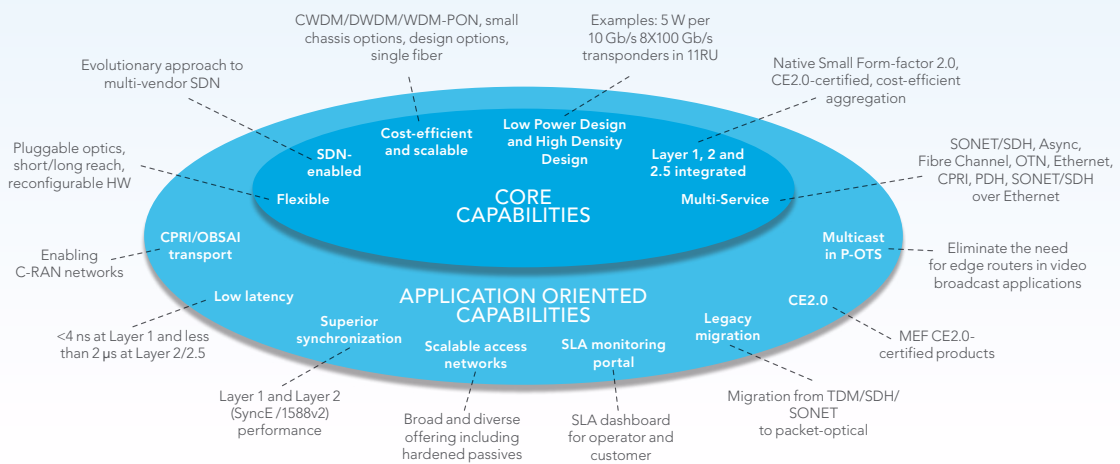 CWDM/DWDM/WDM-PON, small
chassis options, design options,
single fiber
Examples: 5 W per
10 Gb/s 8X100 Gb/s
transponders in 11RU
Evolutionary approach to
multi-vendor SDN
Native Small Form-factor 2.0,
CE2.0-certified, cost-efficient
aggregation
Pluggable optics,
short/long reach,
reconfigurable HW
SONET/SDH, Async,
Fibre Channel, OTN, Ethernet,
CPRI, PDH, SONET/SDH
over Ethernet
Flexible
SDN-
enabled
Cost-efficient
and scalable
Low Power Design
and High Density
Design
Layer 1, 2 and
2.5 integrated
Multi-Service
CORE
CAPABILITIES
CPRI/OBSAI
transport
Low latency
Superior
synchronization
Scalable access
networks
SLA monitoring
portal
Legacy
migration
CE2.0
Multicast
in P-OTS
APPLICATION ORIENTED
CAPABILITIES
Enabling
C-RAN networks
<4 ns at Layer 1 and less
than 2 μs at Layer 2/2.5
Layer 1 and Layer 2
(SyncE /1588v2)
performance
Broad and diverse
offering including
hardened passives
SLA dashboard
for operator and
customer
Migration from TDM/SDH/
SONET
to packet-optical
MEF CE2.0-
certified products
Eliminate the need
for edge routers in video
broadcast applications